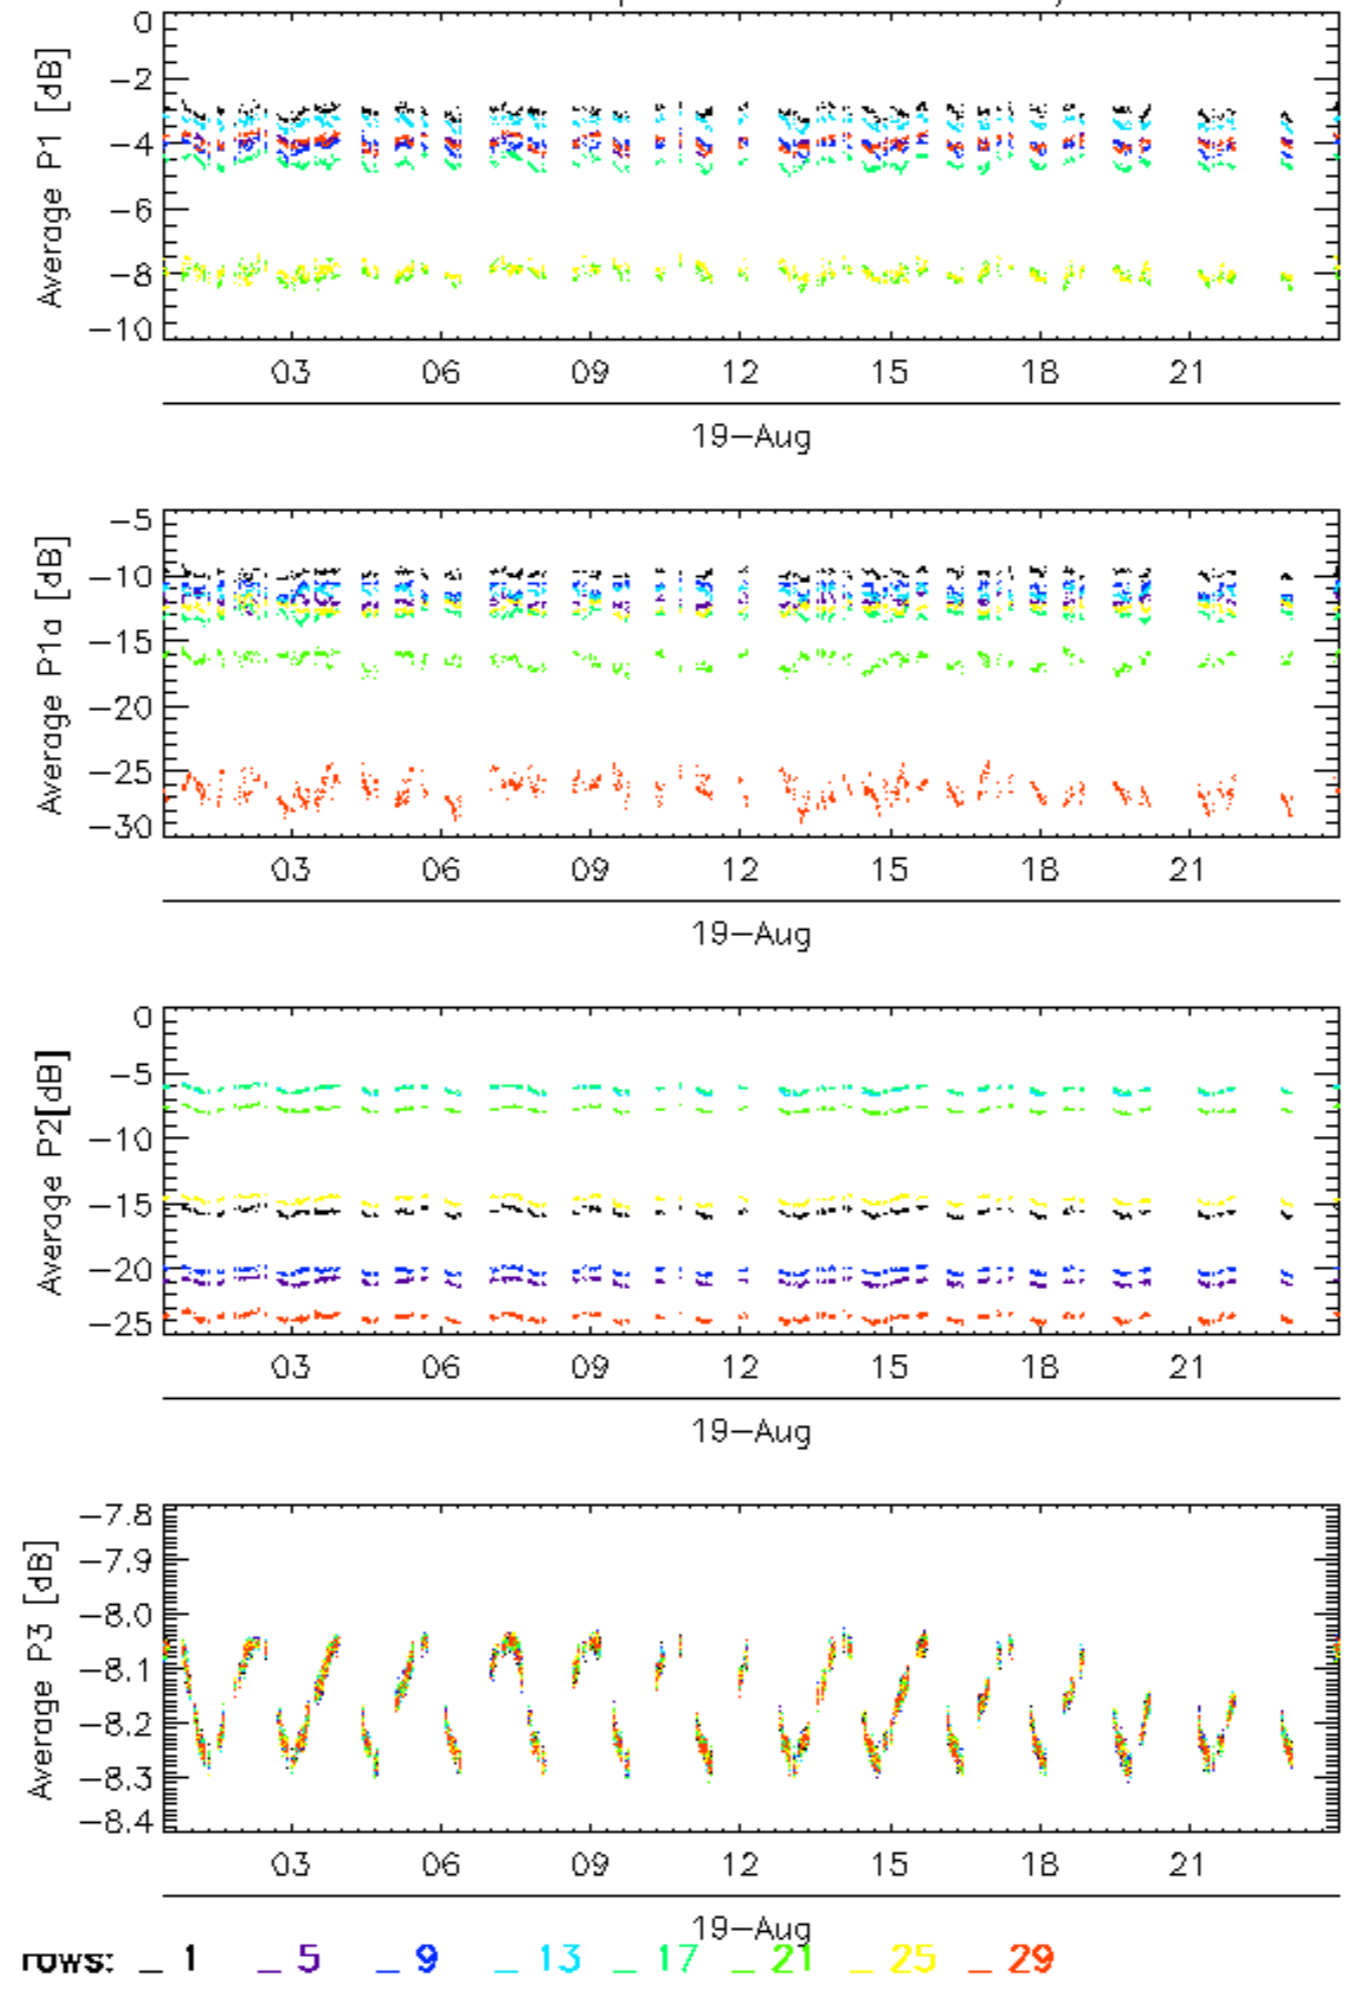 0
−2
−4
−6
−8
−10
Average P1 [dB]
03 06 09 12 15 18 21
19−Aug
−5
−10
−15
−20
−25
−30
Average P1a [dB]
03 06 09 12 15 18 21
19−Aug
0
−5
−10
−15
−20
−25
Average P2[dB]
03 06 09 12 15 18 21
19−Aug
−7.8
−7.9
−8.0
−8.1
−8.2
−8.3
−8.4
Average P3 [dB]
03 06 09 12 15 18 21
19−Aug
rows: _ 1 _ 5 _ 9 _ 13 _ 17 _ 21 _ 25 _ 29